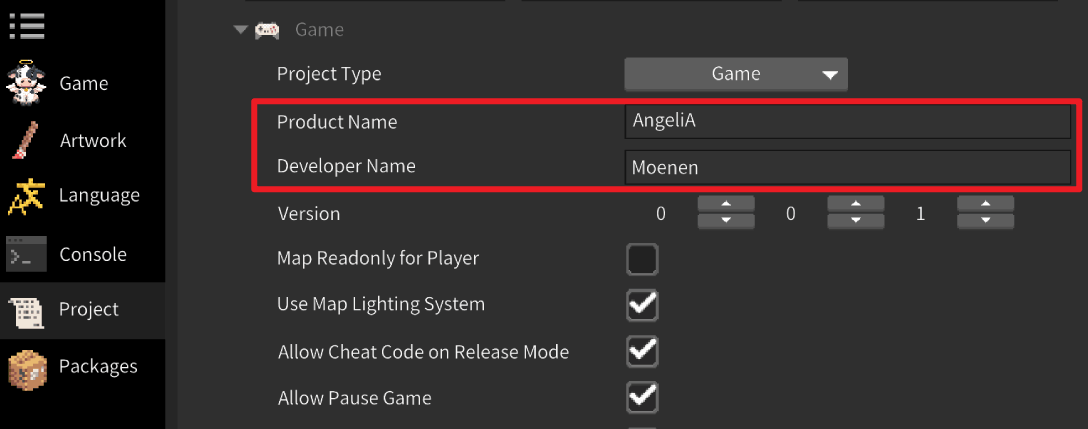 Game
Project Type Game
Product Name AngeliA
Developer Name Moenen
Version 0 0 1
Map Readonly for Player
Use Map Lighting System
Allow Cheat Code on Release Mode
Allow Pause Game
Game
Artwork
Language
Console
Project
Packages